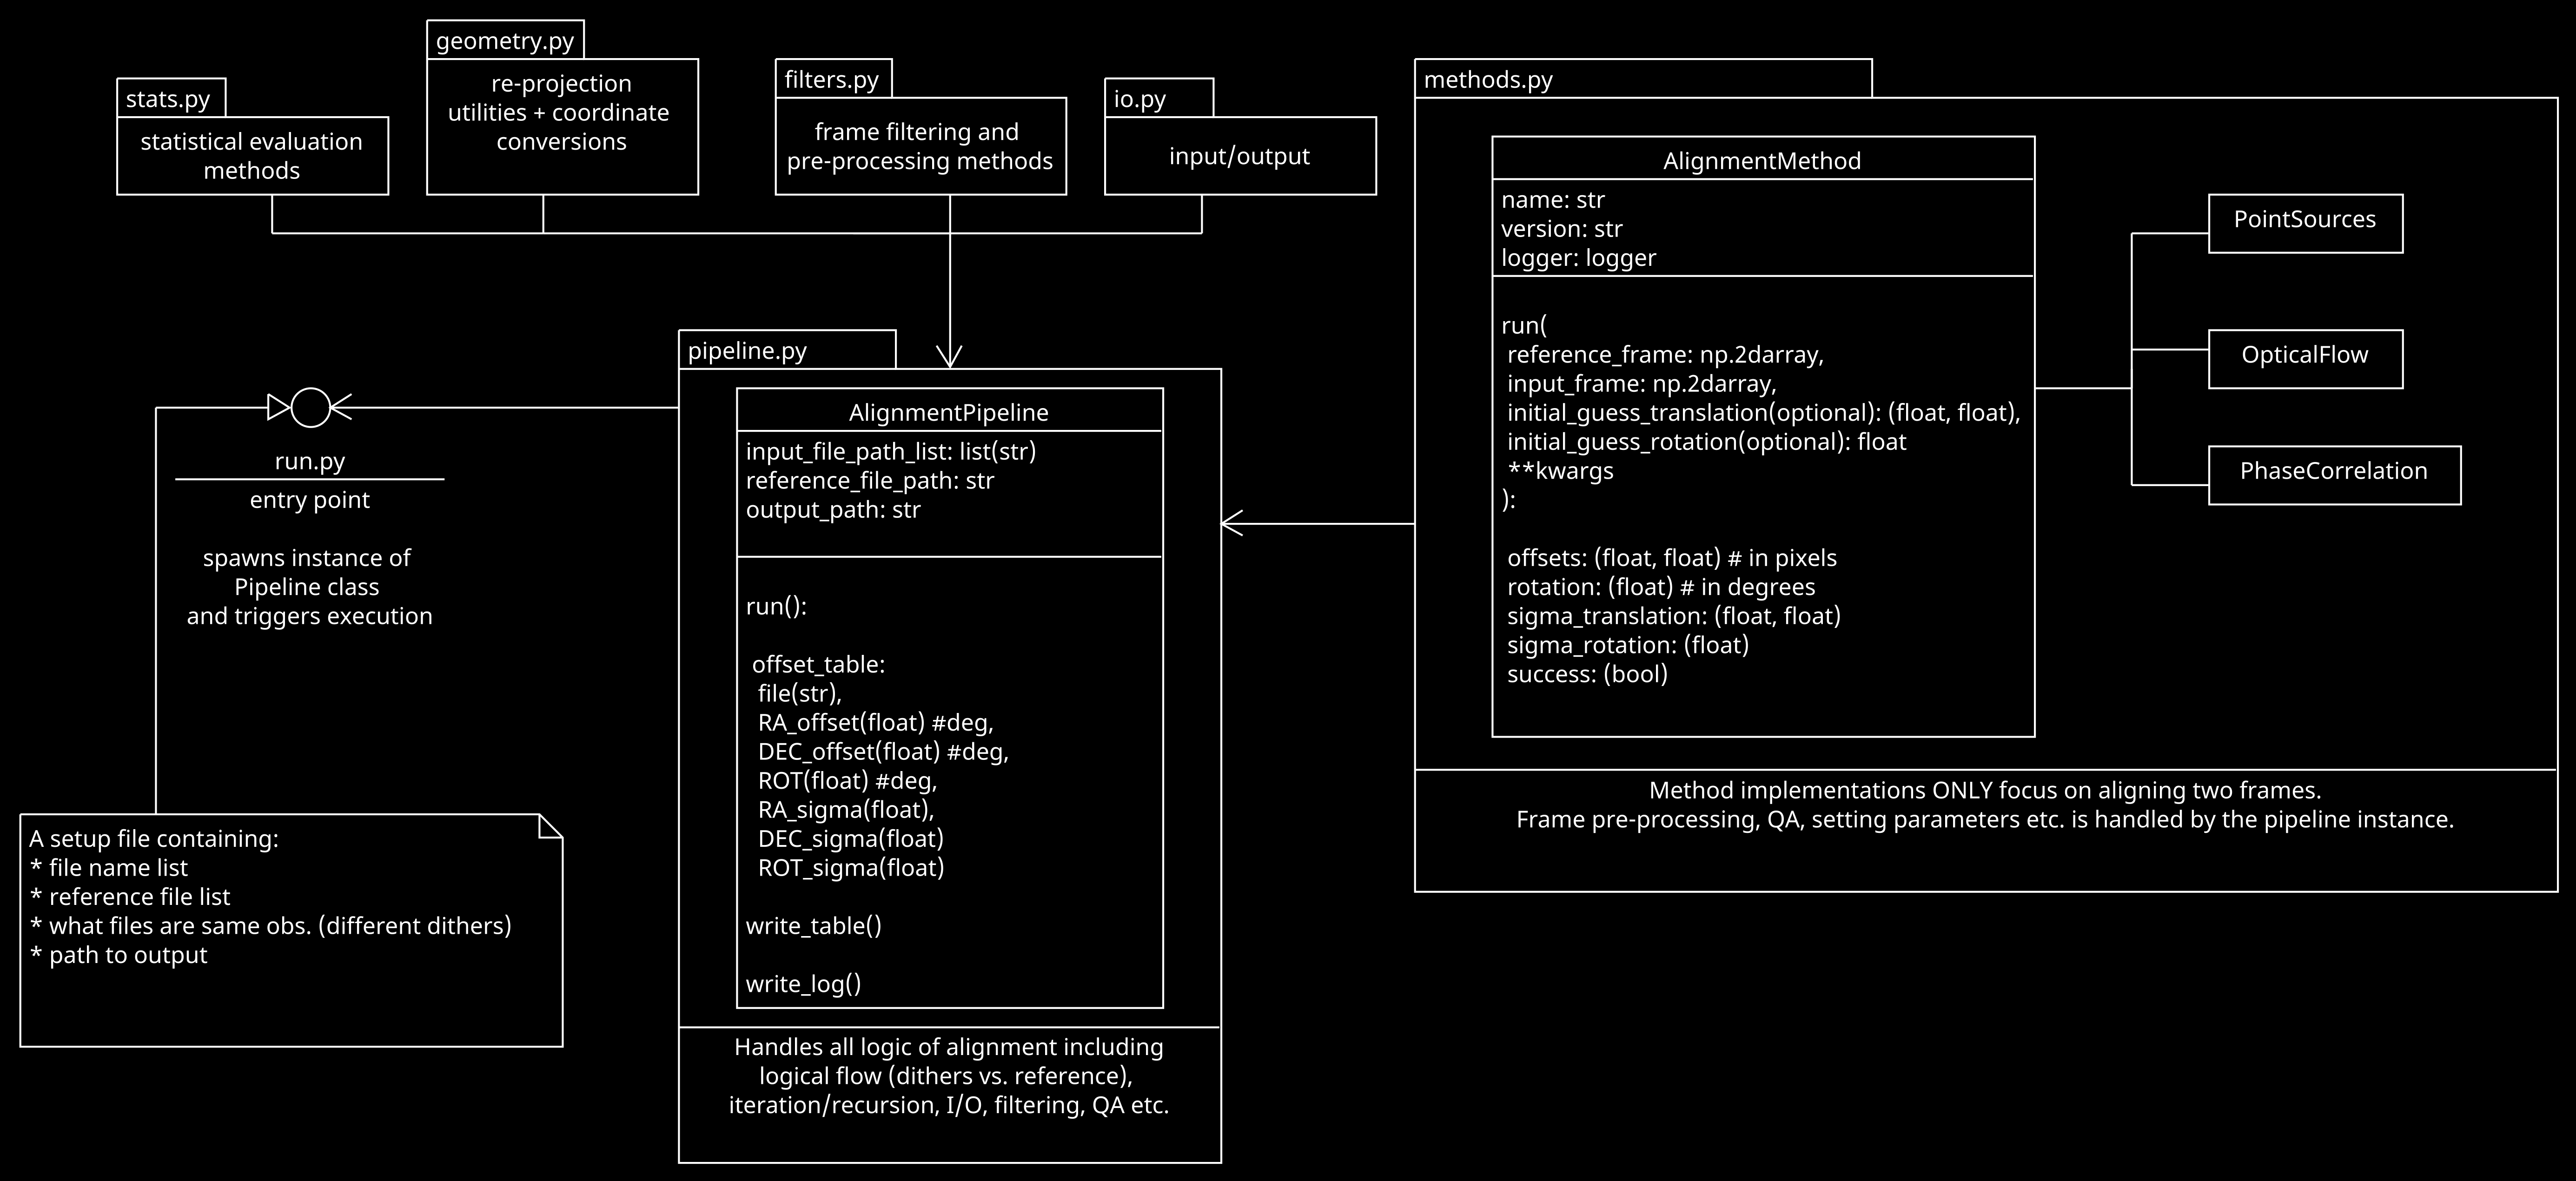 stats.py
statistical evaluation
methods
geometry.py
re-projection
utilities + coordinate
conversions
filters.py
frame filtering and
pre-processing methods
io.py
input/output
methods.py
AlignmentMethod
name: str
version: str
logger: logger
run(
reference_frame: np.2darray,
input_frame: np.2darray,
initial_guess_translation(optional): (float, float),
initial_guess_rotation(optional): float
**kwargs
):
offsets: (float, float) # in pixels
rotation: (float) # in degrees
sigma_translation: (float, float)
sigma_rotation: (float)
success: (bool)
PointSources
OpticalFlow
PhaseCorrelation
Method implementations ONLY focus on aligning two frames.
Frame pre-processing, QA, setting parameters etc. is handled by the pipeline instance.
pipeline.py
AlignmentPipeline
input_file_path_list: list(str)
reference_file_path: str
output_path: str
run():
offset_table:
file(str),
RA_offset(float) #deg,
DEC_offset(float) #deg,
ROT(float) #deg,
RA_sigma(float),
DEC_sigma(float)
ROT_sigma(float)
write_table()
write_log()
Handles all logic of alignment including
logical flow (dithers vs. reference),
iteration/recursion, I/O, filtering, QA etc.
run.py
entry point
spawns instance of
Pipeline class
and triggers execution
A setup file containing:
* file name list
* reference file list
* what files are same obs. (different dithers)
* path to output